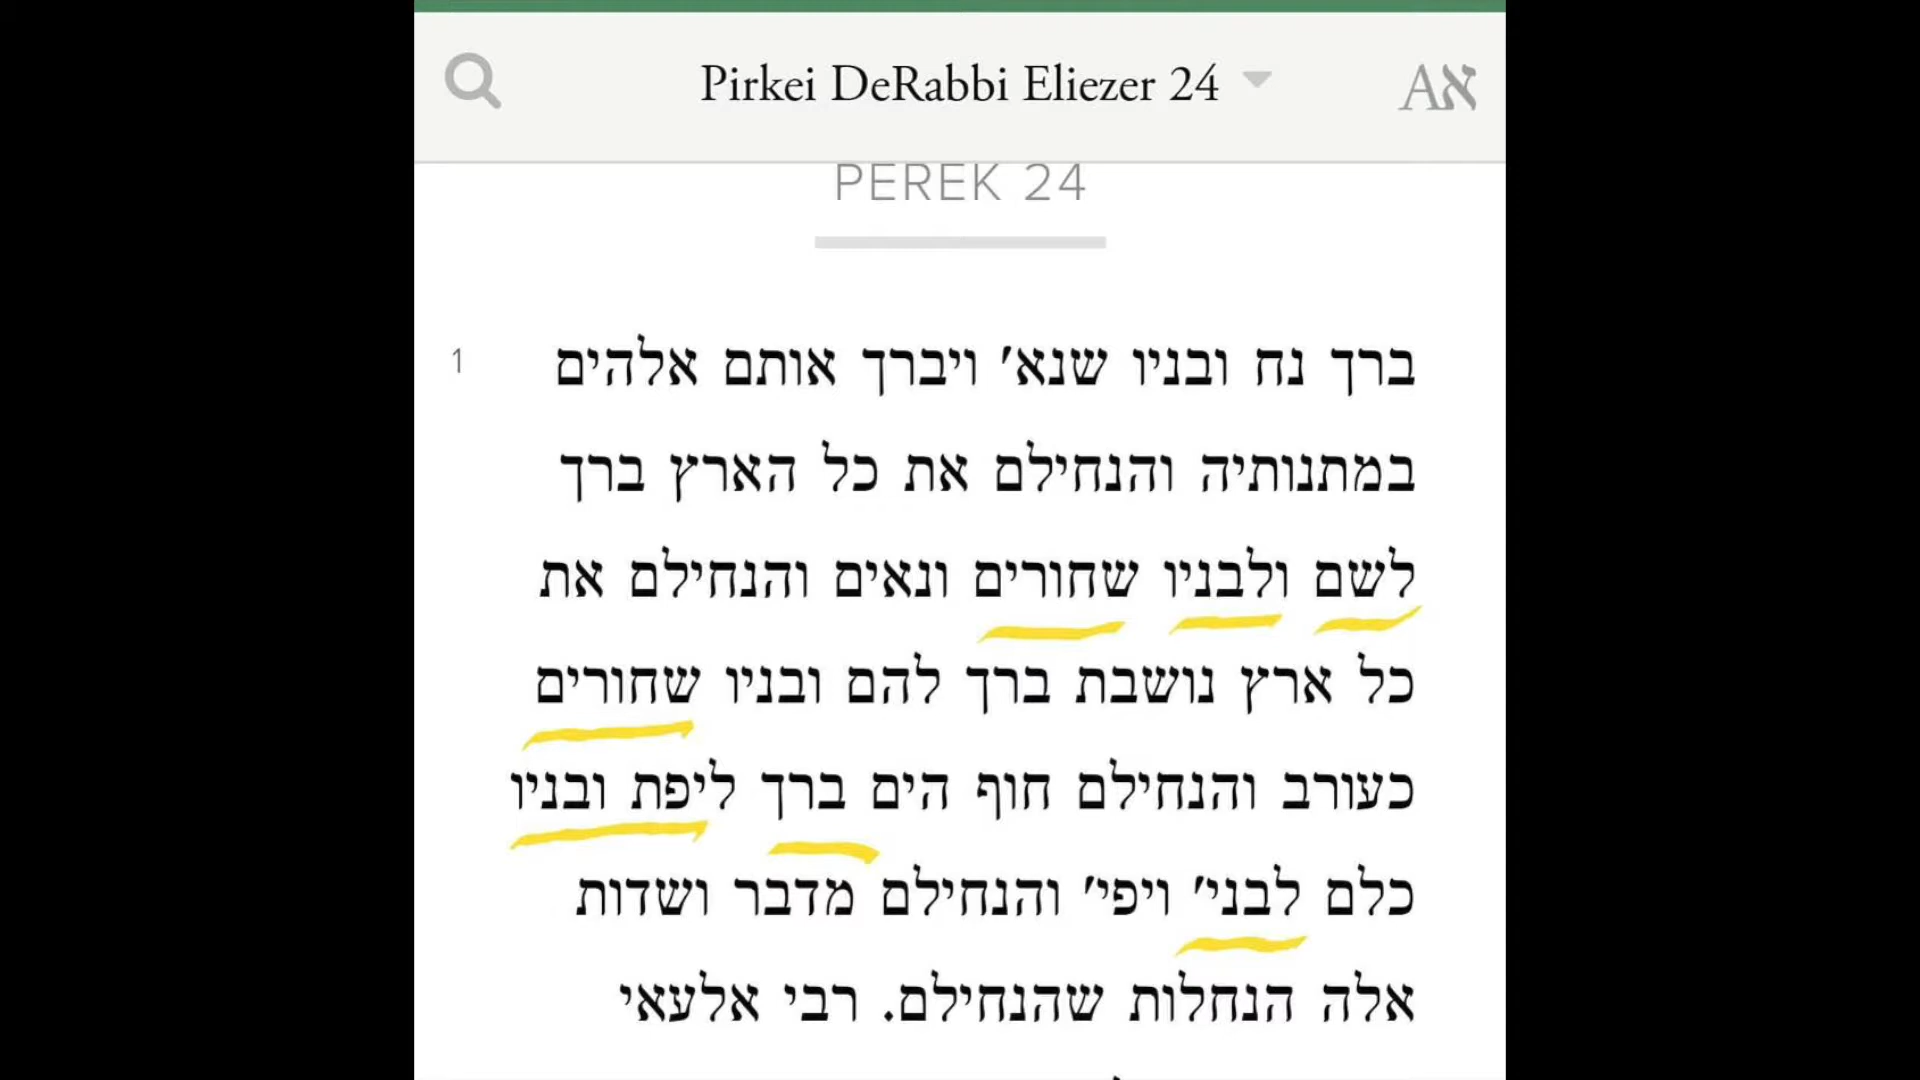 Pirkei DeRabbi Eliezer 24
Aא
PEREK 24
1
ברך נח ובניו שנא' ויברך אותם אלהים
במתנותיה והנחילם את כל הארץ ברך
לשם ולבניו שחורים ונאים והנחילם את
כל ארץ נושבת ברך להם ובניו שחורים
כעורב והנחילם חוף הים ברך ליפת ובניו
כלם לבני' ויפי' והנחילם מדבר ושדות
אלה הנחלות שהנחילם. רבי אלעאי